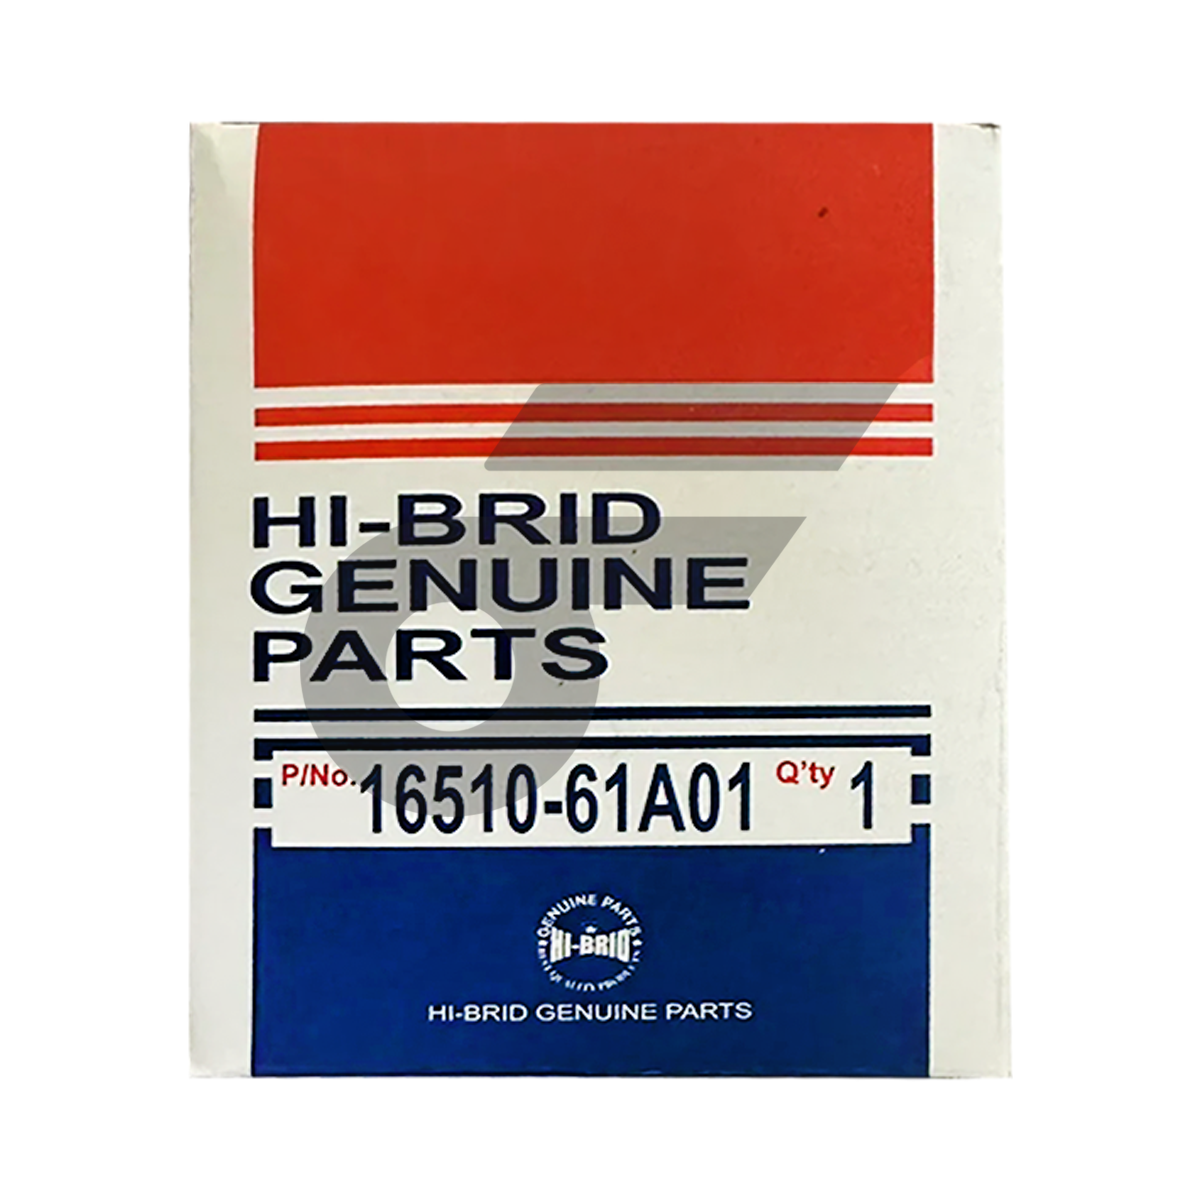 HI-BRID
GENUINE
PARTS
P/No. 16510-61A01 Q'ty 1
GENUINE PARTS
HI-BRID
HI-BRID GENUINE PARTS